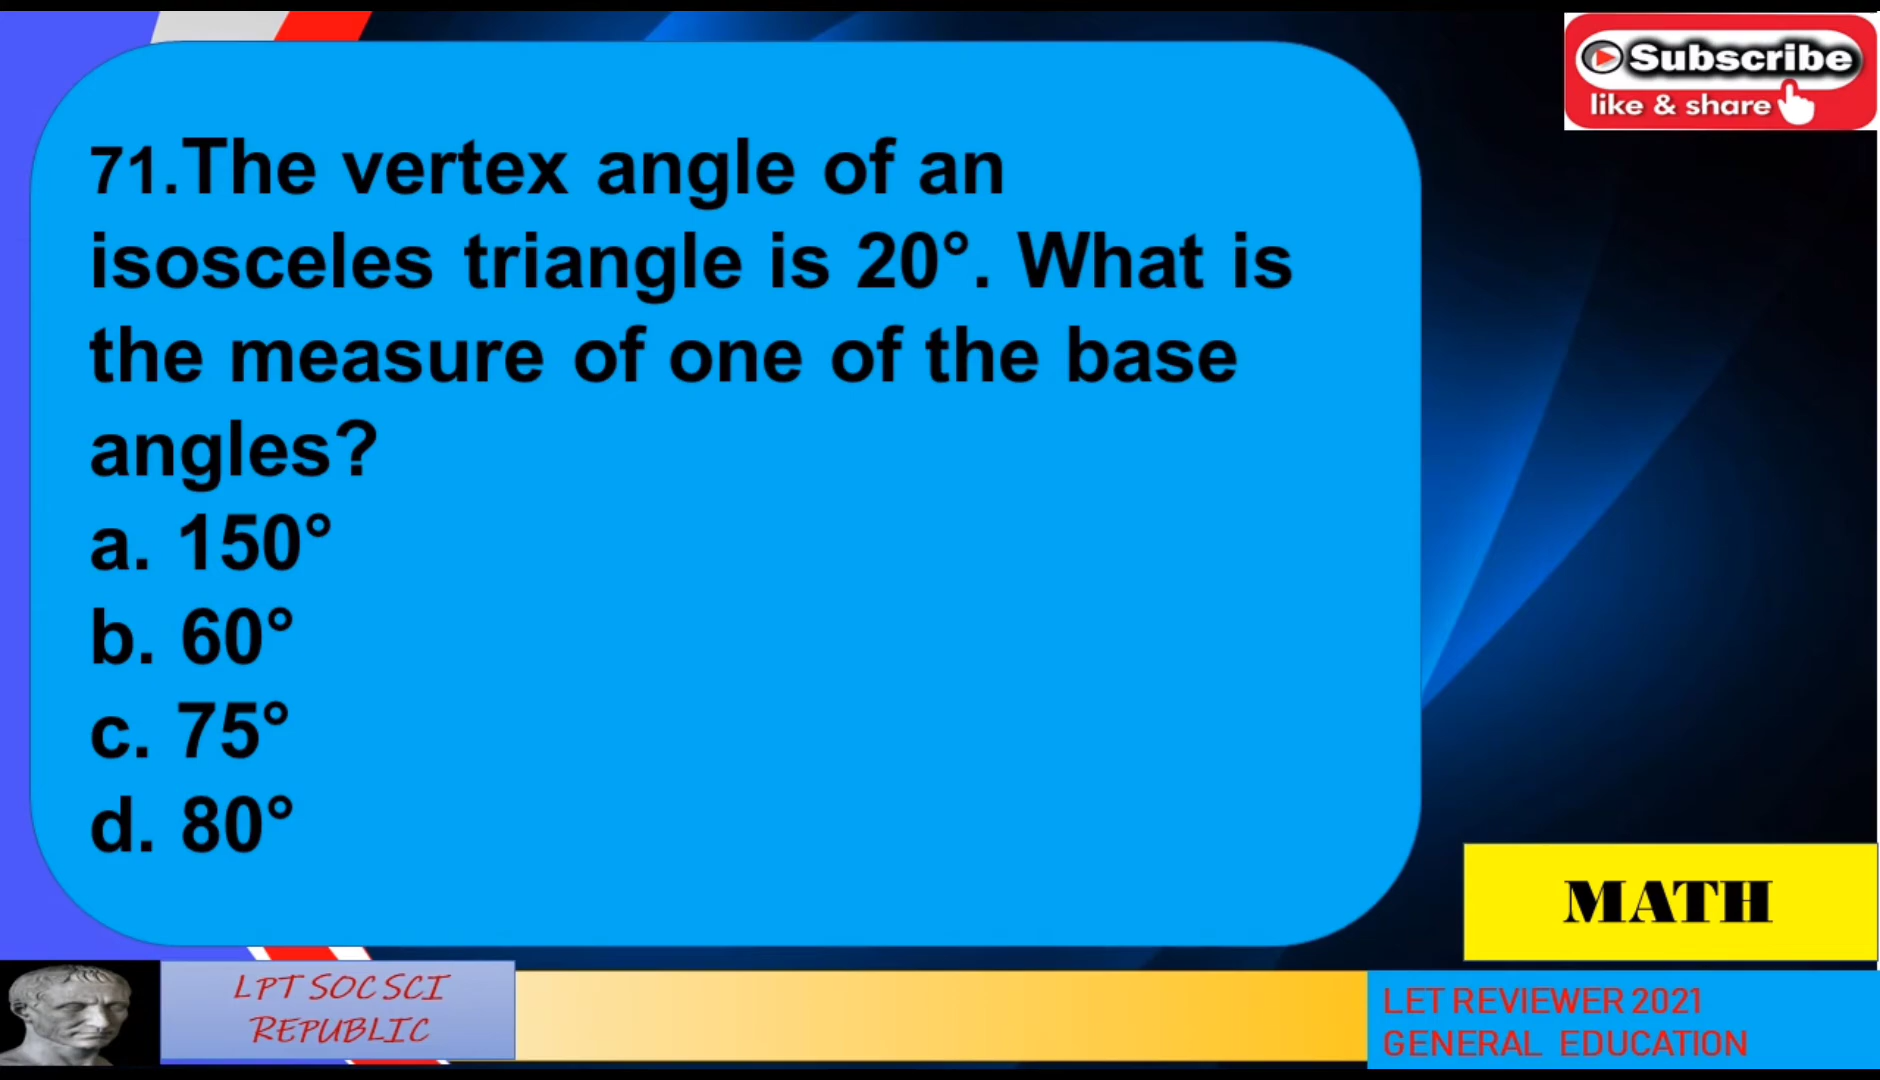 Subscribe
like & share
71.The vertex angle of an
isosceles triangle is 20°. What is
the measure of one of the base
angles?
a. 150°
b. 60°
c. 75°
d. 80°
MATH
LPT SOC SCI
REPUBLIC
LET REVIEWER 2021
GENERAL EDUCATION